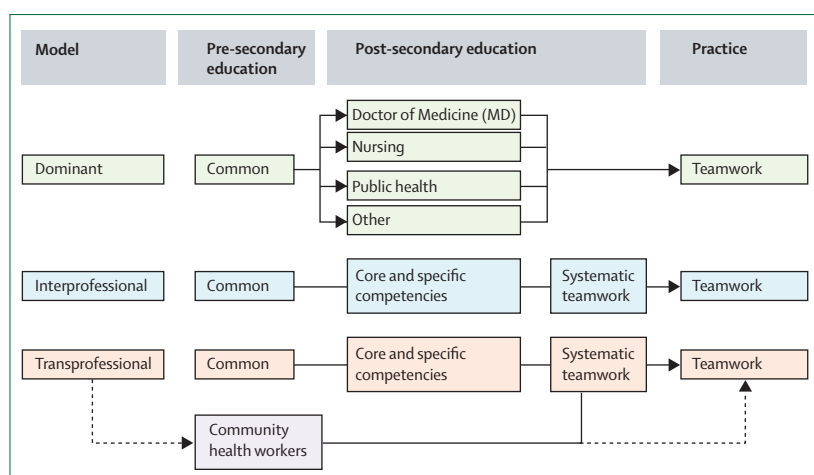 Model
Pre-secondary
education
Post-secondary education
Practice
Doctor of Medicine (MD)
Nursing
Dominant
Common
Teamwork
Public health
Other
Interprofessional
Common
Core and specific
competencies
Systematic
teamwork
Teamwork
Transprofessional
Common
Core and specific
competencies
Systematic
teamwork
Teamwork
Community
health workers